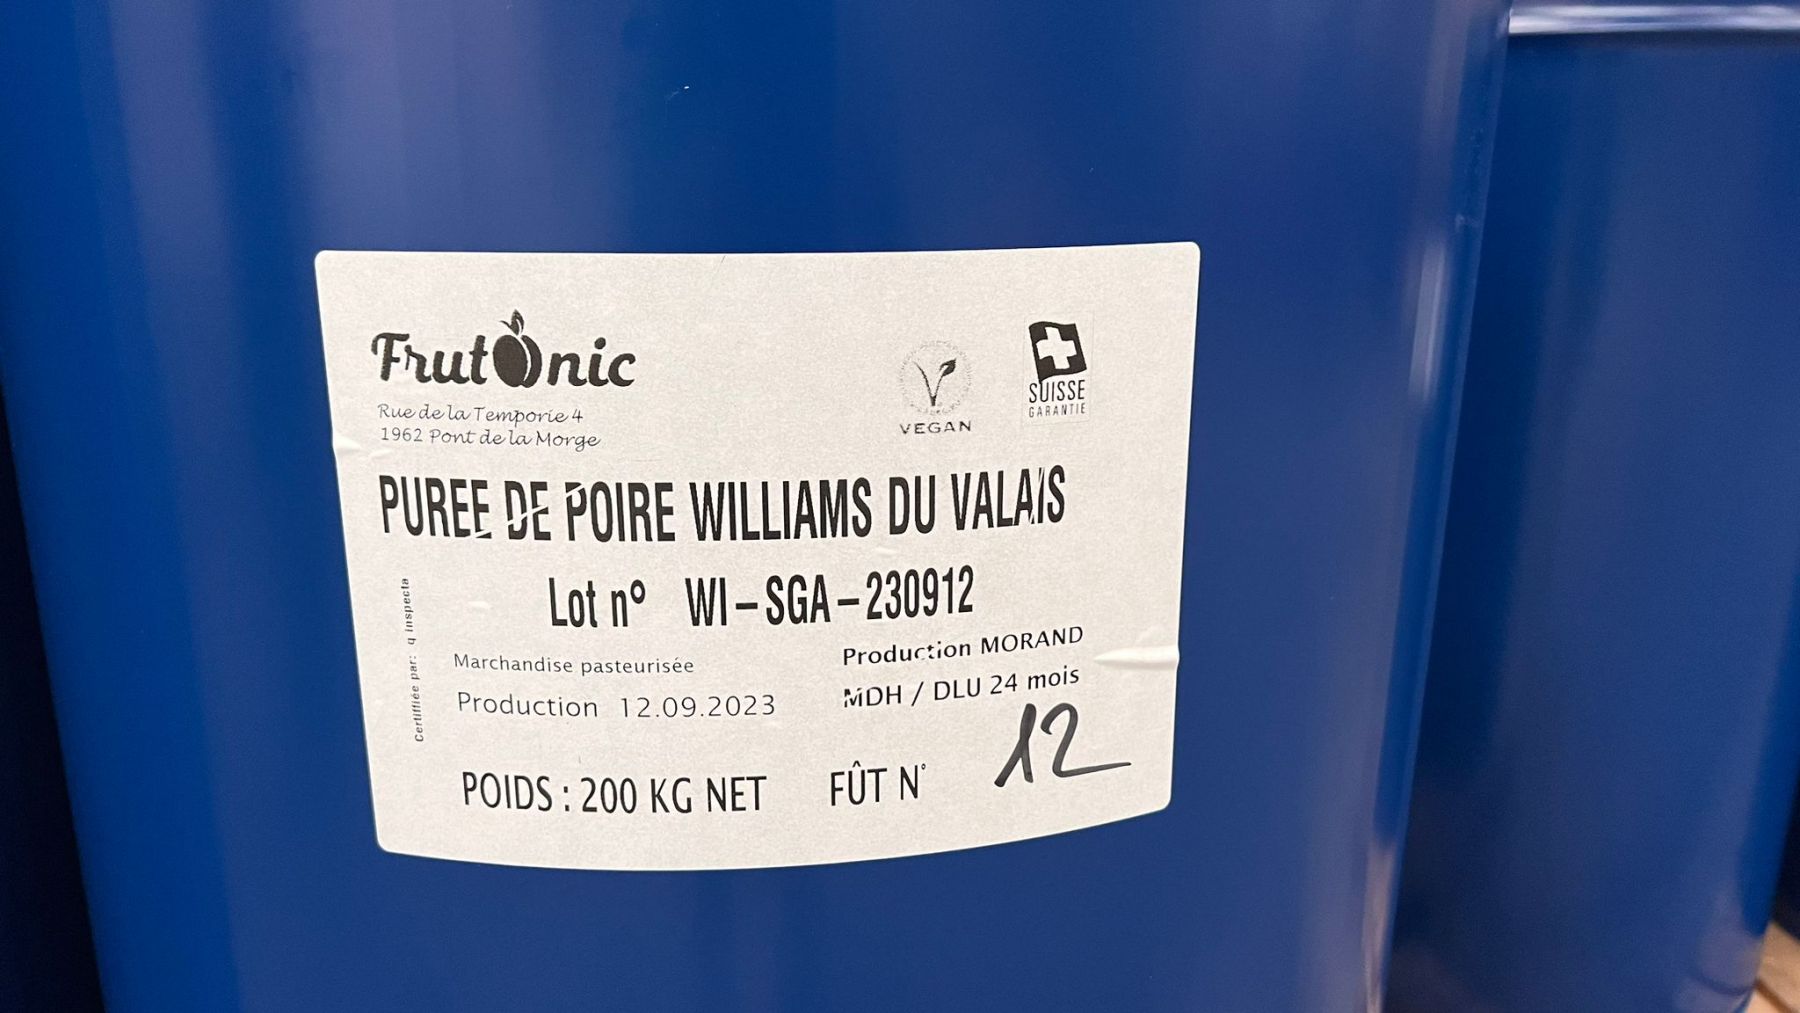 Frutonic
Rue de la Temporie 4
1962 Pont de la Morge
VEGAN
SUISSE
GARANTIE
PUREE DE POIRE WILLIAMS DU VALAIS
Lot n° WI-SGA-230912
Certifiée par: q inspecta
Marchandise pasteurisée
Production MORAND
Production 12.09.2023
MDH / DLU 24 mois
POIDS : 200 KG NET
FÛT N° 12